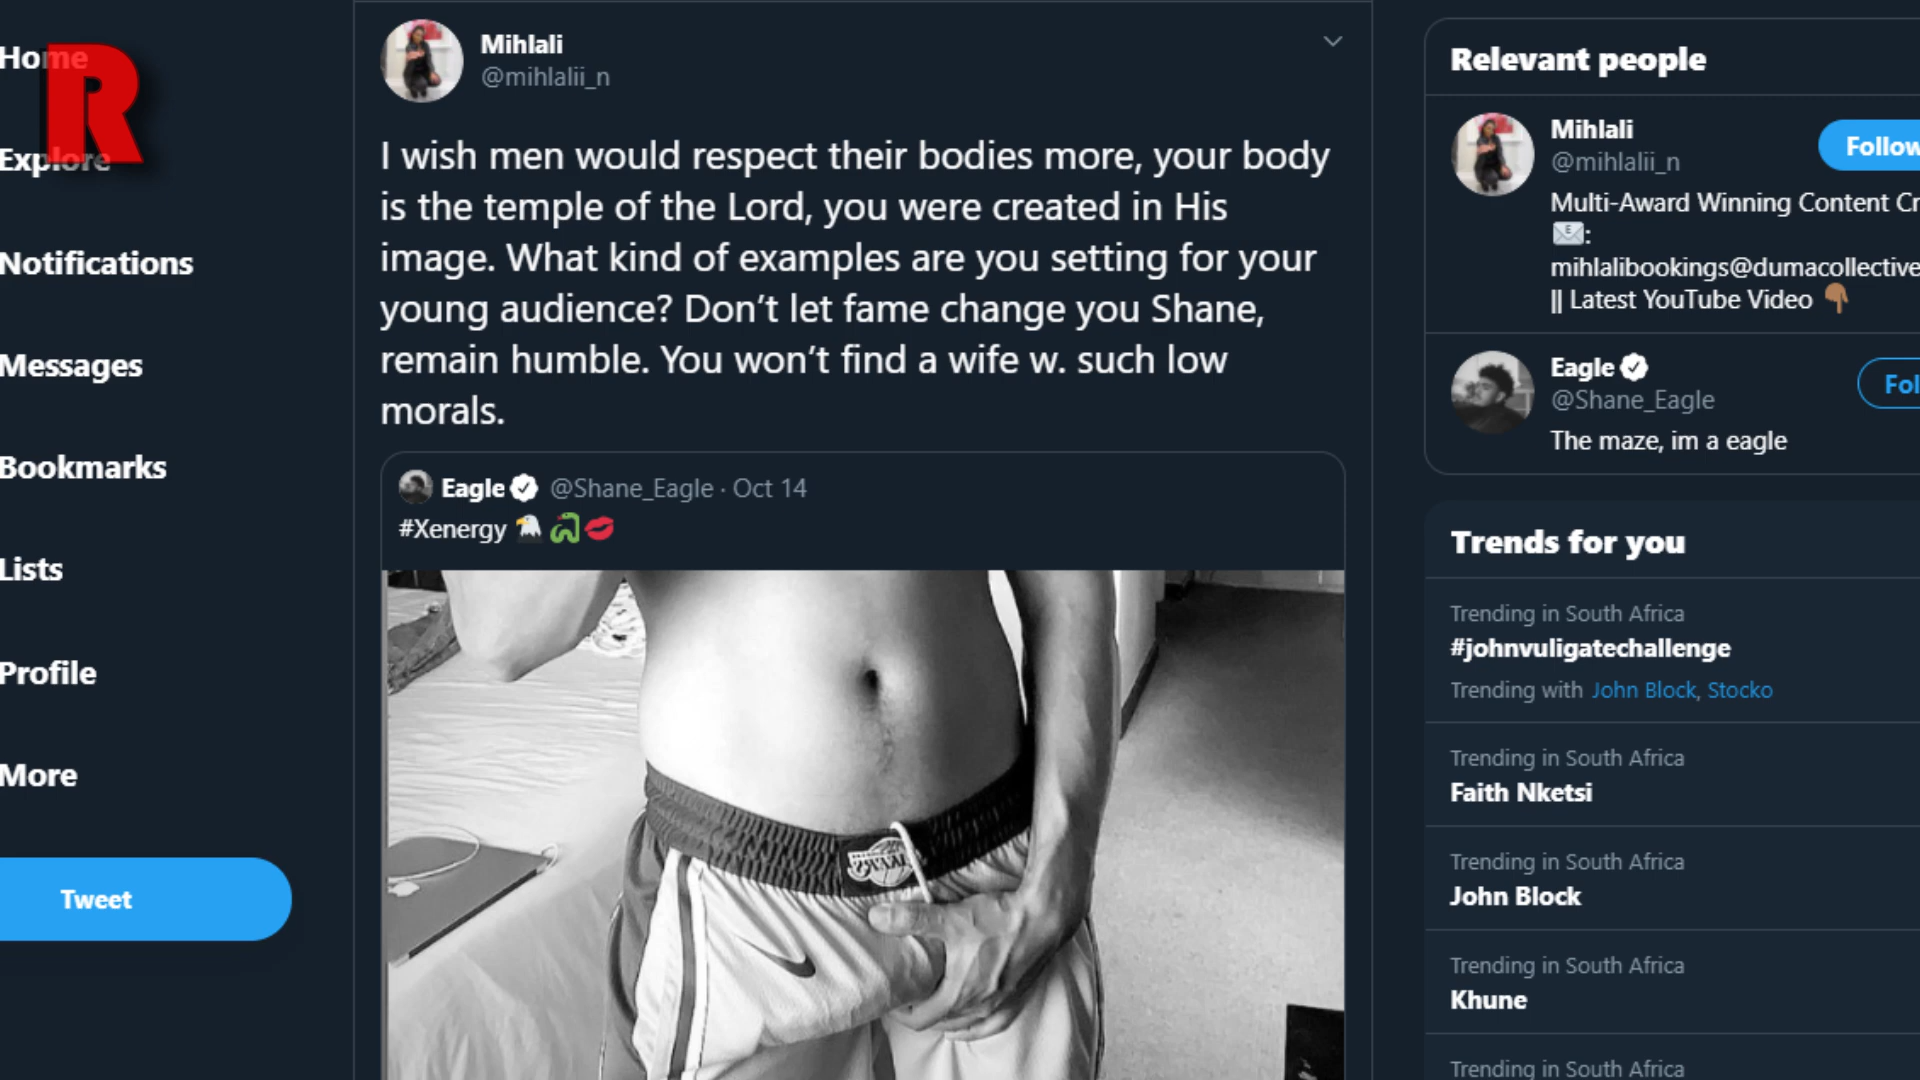 Home
R
Explore
Notifications
Messages
Bookmarks
Lists
Profile
More
Tweet
Mihlali
@mihlalii_n
I wish men would respect their bodies more, your body
is the temple of the Lord, you were created in His
image. What kind of examples are you setting for your
young audience? Don’t let fame change you Shane,
remain humble. You won’t find a wife w. such low
morals.
Eagle @Shane_Eagle · Oct 14
#Xenergy
Relevant people
Mihlali
@mihlalii_n
Follow
Multi-Award Winning Content Cr
:
mihlalibookings@dumacollective
|| Latest YouTube Video
Eagle
@Shane_Eagle
Fol
The maze, im a eagle
Trends for you
Trending in South Africa
#johnvuligatechallenge
Trending with John Block, Stocko
Trending in South Africa
Faith Nketsi
Trending in South Africa
John Block
Trending in South Africa
Khune
Trending in South Africa